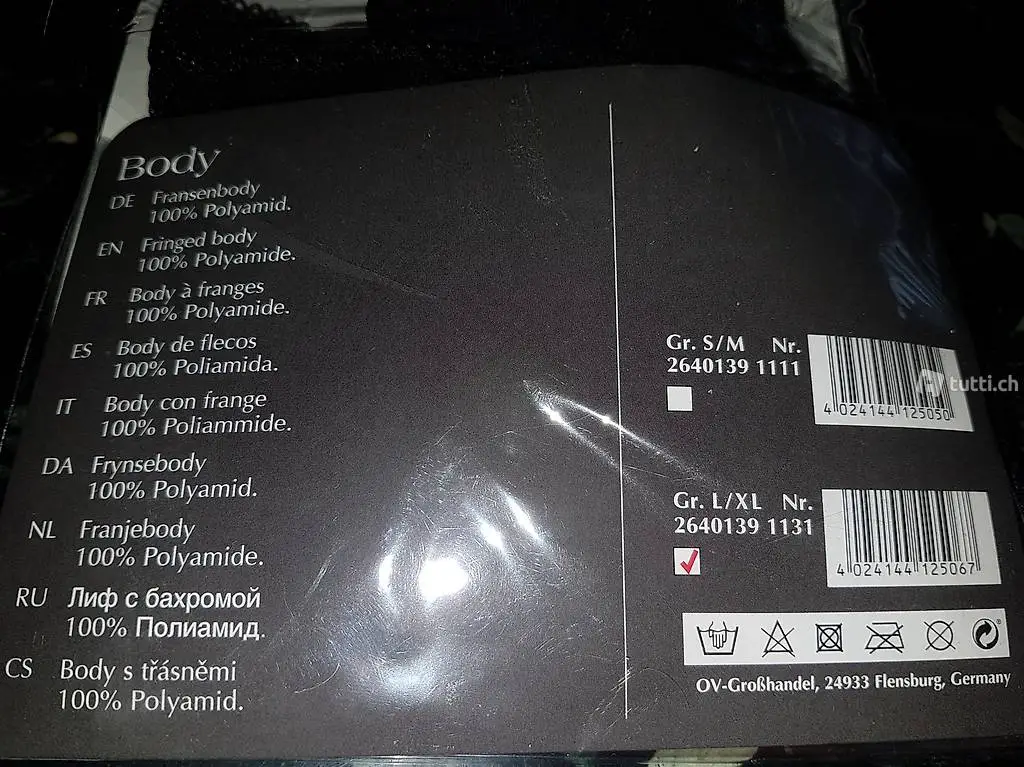 Body
DE Fransenbody
100% Polyamid.
EN Fringed body
100% Polyamide.
FR Body à franges
100% Polyamide.
ES Body de flecos
100% Poliamida.
IT Body con frange
100% Poliammide.
DA Frynsebody
100% Polyamid.
NL Franjebody
100% Polyamide.
RU Лиф с бахромой
100% Полиамид.
CS Body s třásněmi
100% Polyamid.
Gr. S/M Nr.
2640139 1111
4 024144 125050
tutti.ch
Gr. L/XL Nr.
2640139 1131
4 024144 125067
OV-Großhandel, 24933 Flensburg, Germany